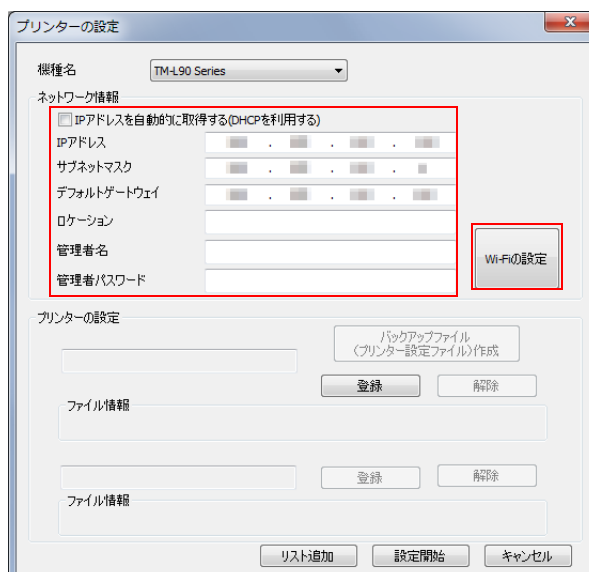 プリンターの設定
機種名 TM-L90 Series
ネットワーク情報
IPアドレスを自動的に取得する(DHCPを利用する)
IPアドレス
サブネットマスク
デフォルトゲートウェイ
ロケーション
管理者名
管理者パスワード
Wi-Fiの設定
プリンターの設定
バックアップファイル
(プリンター設定ファイル)作成
登録 解除
ファイル情報
登録 解除
ファイル情報
リスト追加 設定開始 キャンセル